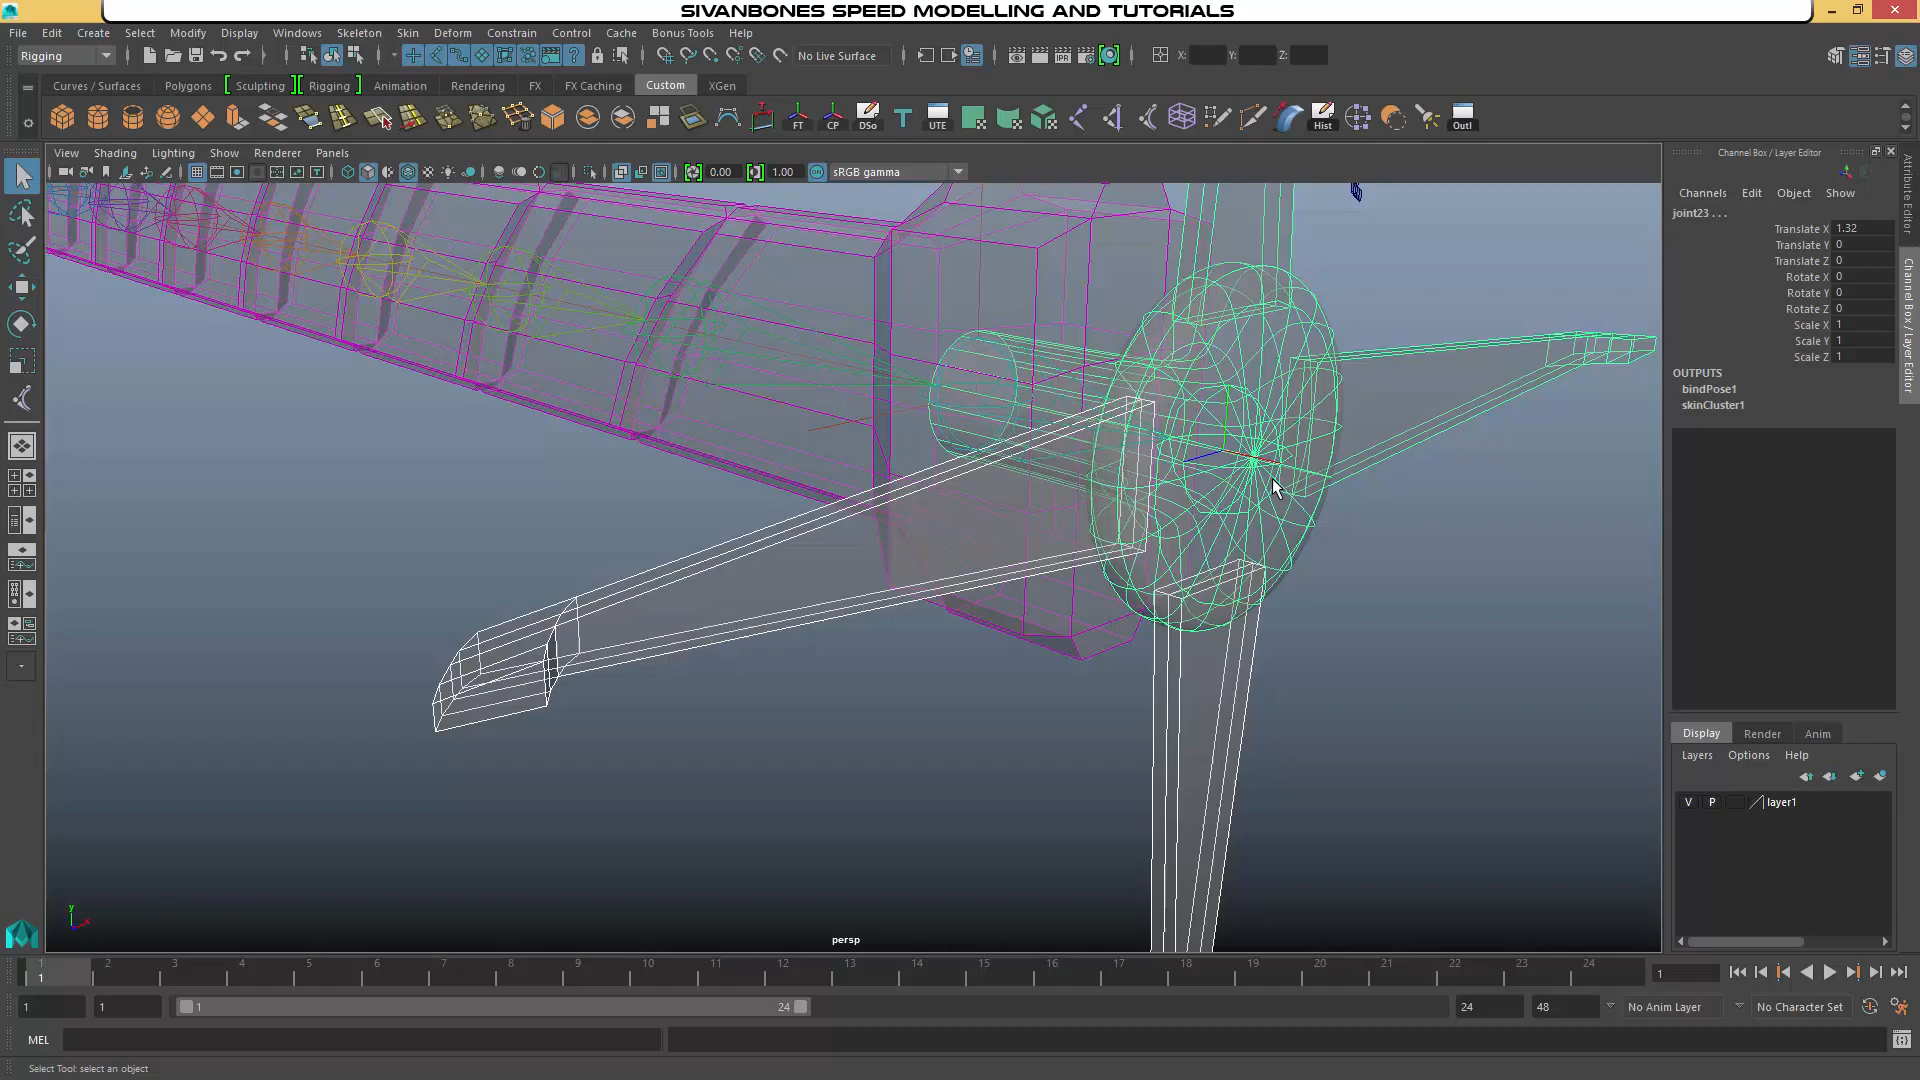 SIVANBONES SPEED MODELLING AND TUTORIALS
File Edit Create Select Modify Display Windows Skeleton Skin Deform Constrain Control Cache Bonus Tools Help
Rigging No Live Surface X: Y: Z:
Curves / Surfaces Polygons Sculpting Rigging Animation Rendering FX FX Caching Custom XGen
FT CP DSo UTE Hist Outl
View Shading Lighting Show Renderer Panels
0.00 1.00 sRGB gamma
Channel Box / Layer Editor
Channels Edit Object Show
joint23 . . .
Translate X 1.32
Translate Y 0
Translate Z 0
Rotate X 0
Rotate Y 0
Rotate Z 0
Scale X 1
Scale Y 1
Scale Z 1
OUTPUTS
bindPose1
skinCluster1
Attribute Editor
Channel Box / Layer Editor
Display Render Anim
Layers Options Help
V P layer1
y
x
persp
1 2 3 4 5 6 7 8 9 10 11 12 13 14 15 16 17 18 19 20 21 22 23 24
1 1
1 1 1 24 24 48 No Anim Layer No Character Set
MEL
Select Tool: select an object